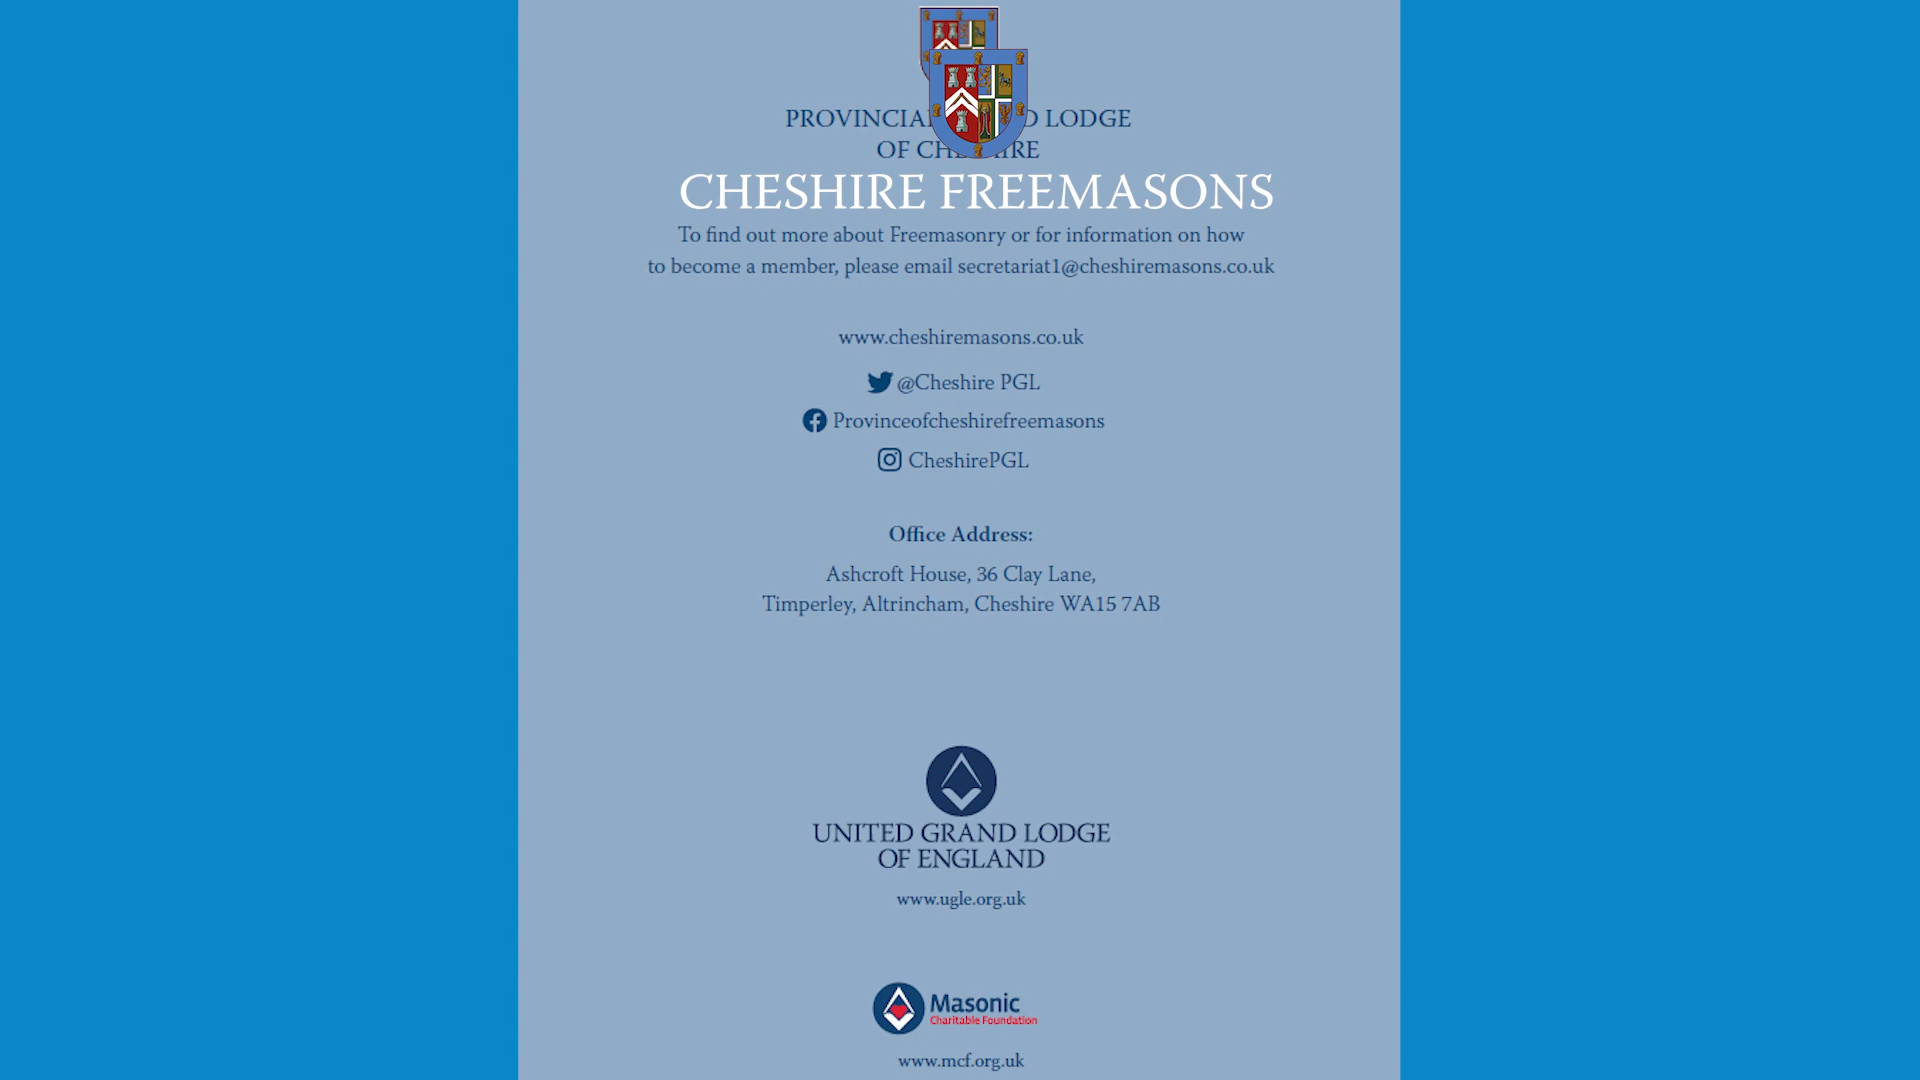 PROVINCIAL LODGE
OF CHESHIRE
CHESHIRE FREEMASONS
To find out more about Freemasonry or for information on how
to become a member, please email secretariat1@cheshiremasons.co.uk
www.cheshiremasons.co.uk
@Cheshire PGL
Provinceofcheshirefreemasons
CheshirePGL
Office Address:
Ashcroft House, 36 Clay Lane,
Timperley, Altrincham, Cheshire WA15 7AB
UNITED GRAND LODGE
OF ENGLAND
www.ugle.org.uk
Masonic
Charitable Foundation
www.mcf.org.uk